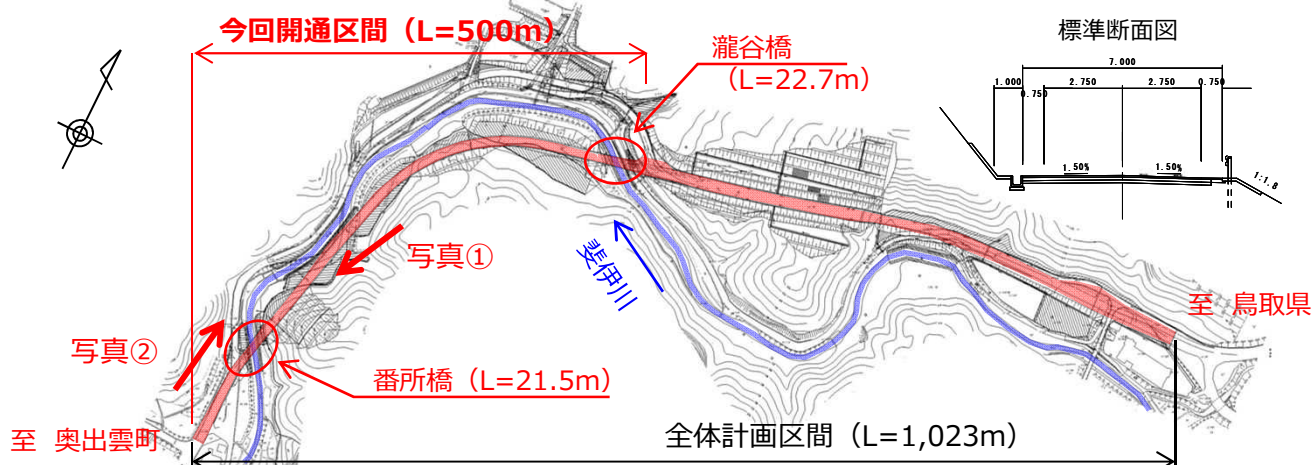 今回開通区間（L=500m）
瀧谷橋
（L=22.7m）
標準断面図
7.000
1.000
0.750
2.750
2.750
0.750
1.50%
1.50%
1:1.8
写真①
斐伊川
至 鳥取県
写真②
番所橋（L=21.5m）
至 奥出雲町
全体計画区間（L=1,023m）